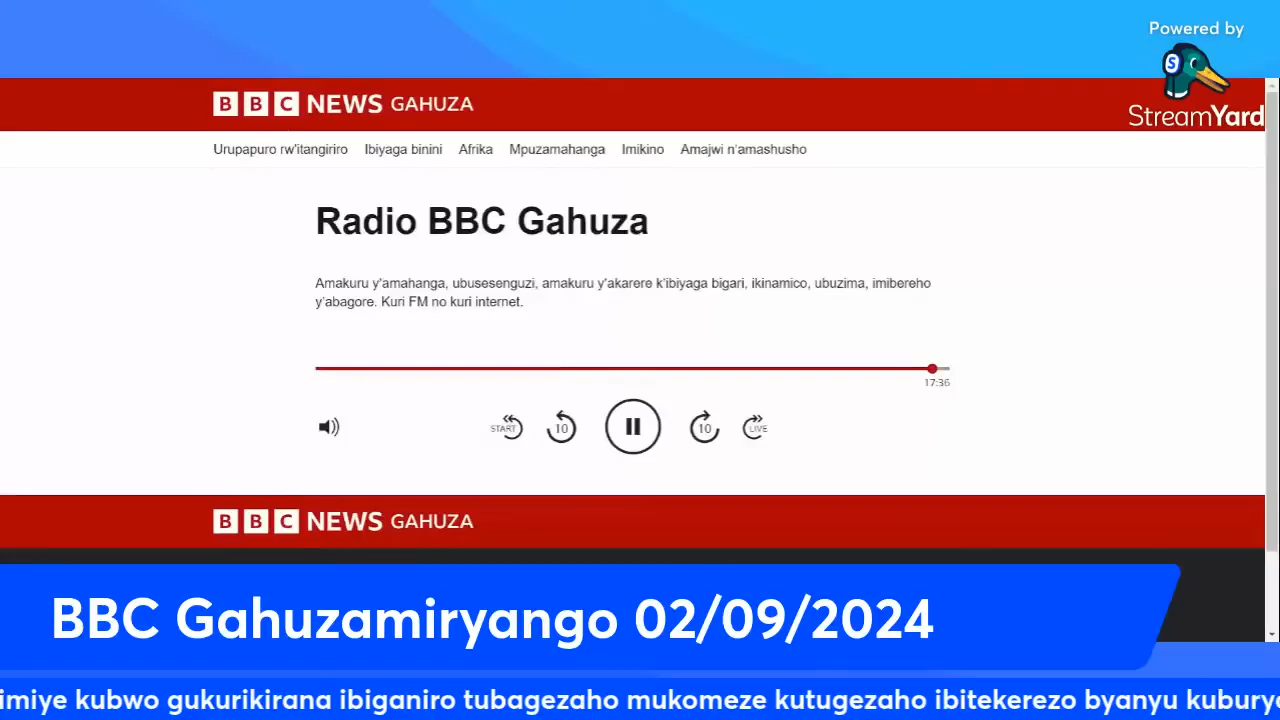 Powered by
StreamYard
BBC NEWS GAHUZA
Urupapuro rw'itangiriro Ibiyaga binini Afrika Mpuzamahanga Imikino Amajwi n'amashusho
Radio BBC Gahuza
Amakuru y'amahanga, ubusesenguzi, amakuru y'akarere k'ibiyaga bigari, ikinamico, ubuzima, imibereho
y'abagore. Kuri FM no kuri internet.
17:36
START 10 10 LIVE
BBC NEWS GAHUZA
BBC Gahuzamiryango 02/09/2024
kubwo gukurikirana ibiganiro tubagezaho mukomeze kutugezaho ibitekerezo byanyu